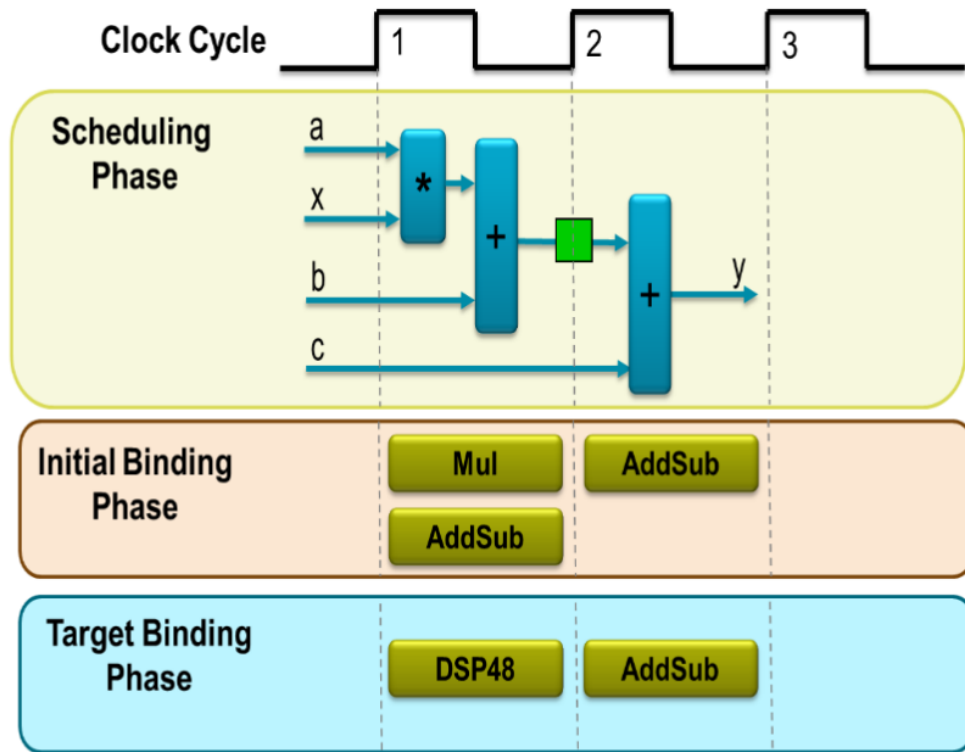 Clock Cycle
1
2
3
Scheduling
Phase
a
x
b
c
*
+
+
y
Initial Binding
Phase
Mul
AddSub
AddSub
Target Binding
Phase
DSP48
AddSub